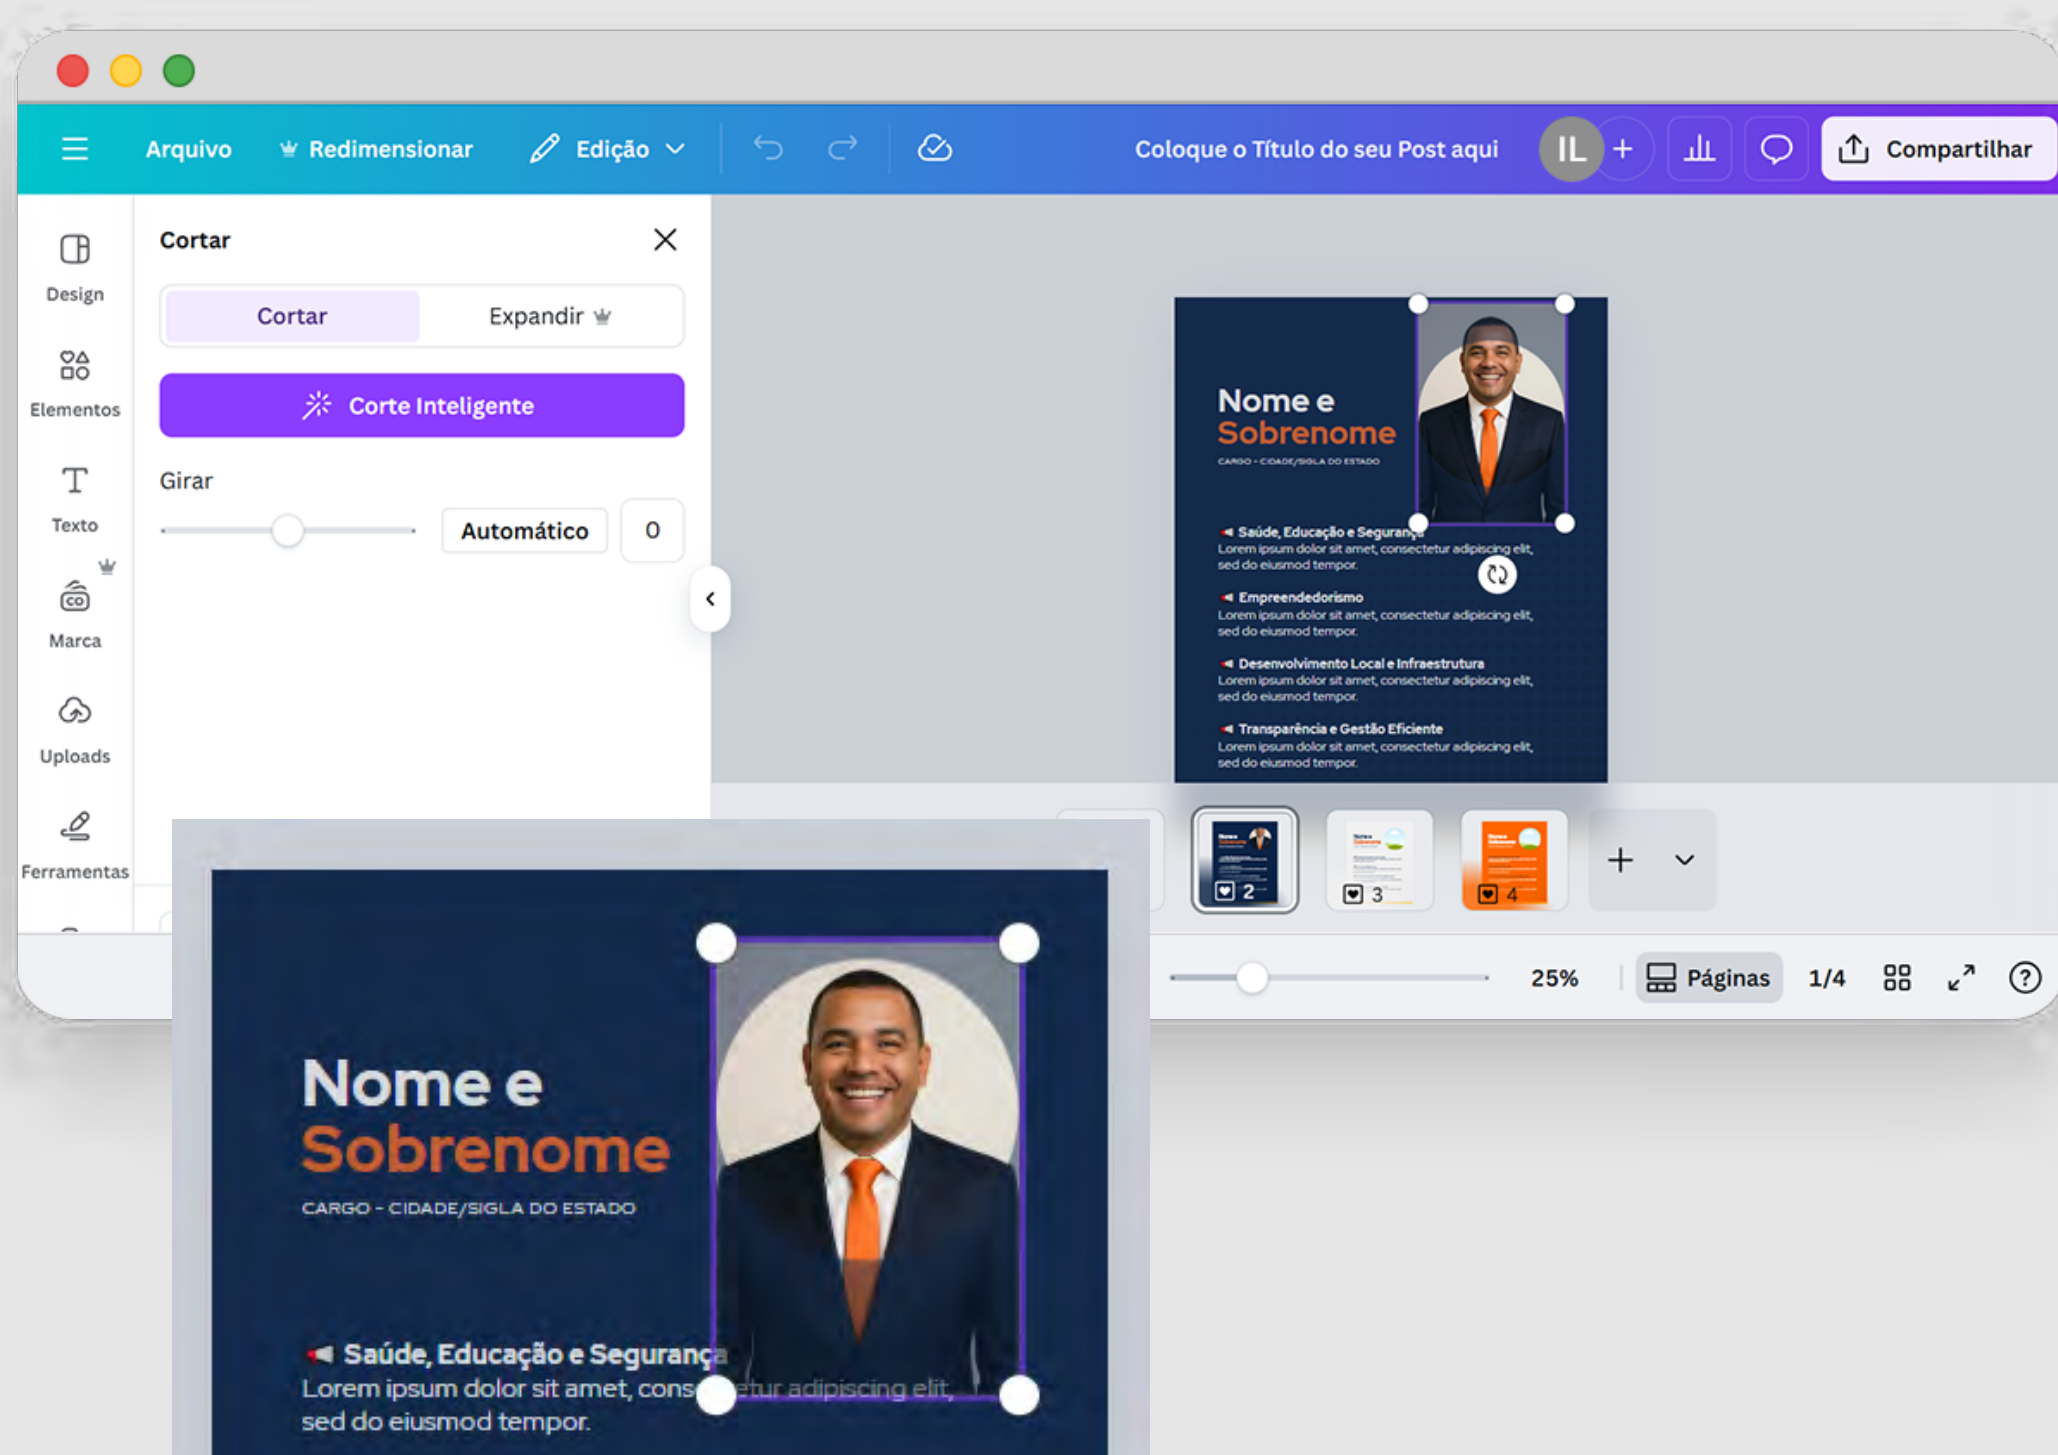 Arquivo
Redimensionar
Edição
Coloque o Título do seu Post aqui
IL
Compartilhar
Design
Elementos
Texto
CO
Marca
Uploads
Ferramentas
Cortar
Cortar
Expandir
Corte Inteligente
Girar
Automático
0
Nome e
Sobrenome
CARGO - CIDADE/SIGLA DO ESTADO
Saúde, Educação e Segurança
Lorem ipsum dolor sit amet, consectetur adipiscing elit,
sed do eiusmod tempor.
Empreendedorismo
Lorem ipsum dolor sit amet, consectetur adipiscing elit,
sed do eiusmod tempor.
Desenvolvimento Local e Infraestrutura
Lorem ipsum dolor sit amet, consectetur adipiscing elit,
sed do eiusmod tempor.
Transparência e Gestão Eficiente
Lorem ipsum dolor sit amet, consectetur adipiscing elit,
sed do eiusmod tempor.
2
3
4
25%
Páginas
1/4
Nome e
Sobrenome
CARGO - CIDADE/SIGLA DO ESTADO
Saúde, Educação e Segurança
Lorem ipsum dolor sit amet, consectetur adipiscing elit,
sed do eiusmod tempor.